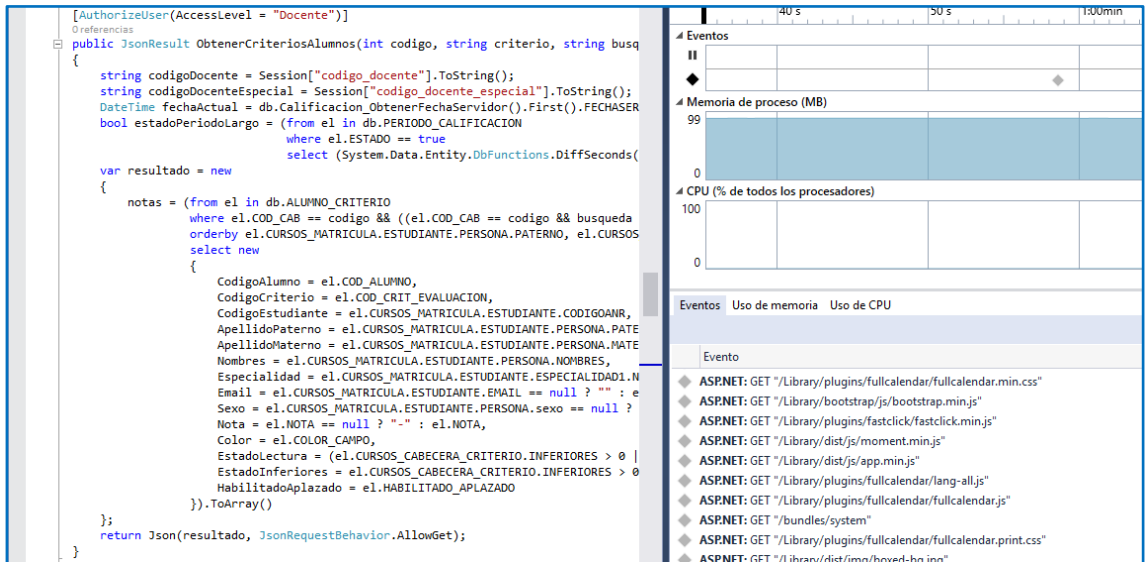 [AuthorizeUser(AccessLevel = "Docente")]
0 referencias
public JsonResult ObtenerCriteriosAlumnos(int codigo, string criterio, string busq
{
string codigoDocente = Session["codigo_docente"].ToString();
string codigoDocenteEspecial = Session["codigo_docente_especial"].ToString();
DateTime fechaActual = db.Calificacion_ObtenerFechaServidor().First().FECHASER
bool estadoPeriodoLargo = (from el in db.PERIODO_CALIFICACION
where el.ESTADO == true
select (System.Data.Entity.DbFunctions.DiffSeconds(
var resultado = new
{
notas = (from el in db.ALUMNO_CRITERIO
where el.COD_CAB == codigo && ((el.COD_CAB == codigo && busqueda
orderby el.CURSOS_MATRICULA.ESTUDIANTE.PERSONA.PATERNO, el.CURSOS
select new
{
CodigoAlumno = el.COD_ALUMNO,
CodigoCriterio = el.COD_CRIT_EVALUACION,
CodigoEstudiante = el.CURSOS_MATRICULA.ESTUDIANTE.CODIGOANR,
ApellidoPaterno = el.CURSOS_MATRICULA.ESTUDIANTE.PERSONA.PATE
ApellidoMaterno = el.CURSOS_MATRICULA.ESTUDIANTE.PERSONA.MATE
Nombres = el.CURSOS_MATRICULA.ESTUDIANTE.PERSONA.NOMBRES,
Especialidad = el.CURSOS_MATRICULA.ESTUDIANTE.ESPECIALIDAD1.N
Email = el.CURSOS_MATRICULA.ESTUDIANTE.EMAIL == null ? "" : e
Sexo = el.CURSOS_MATRICULA.ESTUDIANTE.PERSONA.sexo == null ?
Nota = el.NOTA == null ? "-" : el.NOTA,
Color = el.COLOR_CAMPO,
EstadoLectura = (el.CURSOS_CABECERA_CRITERIO.INFERIORES > 0 |
EstadoInferiores = el.CURSOS_CABECERA_CRITERIO.INFERIORES > 0
HabilitadoAplazado = el.HABILITADO_APLAZADO
}).ToArray()
};
return Json(resultado, JsonRequestBehavior.AllowGet);
}
40 s 50 s 1:00min
Eventos
Memoria de proceso (MB)
99
0
CPU (% de todos los procesadores)
100
0
Eventos Uso de memoria Uso de CPU
Evento
ASP.NET: GET "/Library/plugins/fullcalendar/fullcalendar.min.css"
ASP.NET: GET "/Library/bootstrap/js/bootstrap.min.js"
ASP.NET: GET "/Library/plugins/fastclick/fastclick.min.js"
ASP.NET: GET "/Library/dist/js/moment.min.js"
ASP.NET: GET "/Library/dist/js/app.min.js"
ASP.NET: GET "/Library/plugins/fullcalendar/lang-all.js"
ASP.NET: GET "/Library/plugins/fullcalendar/fullcalendar.js"
ASP.NET: GET "/bundles/system"
ASP.NET: GET "/Library/plugins/fullcalendar/fullcalendar.print.css"
ASP.NET: GET "/Library/dist/img/boxed-bg.jpg"